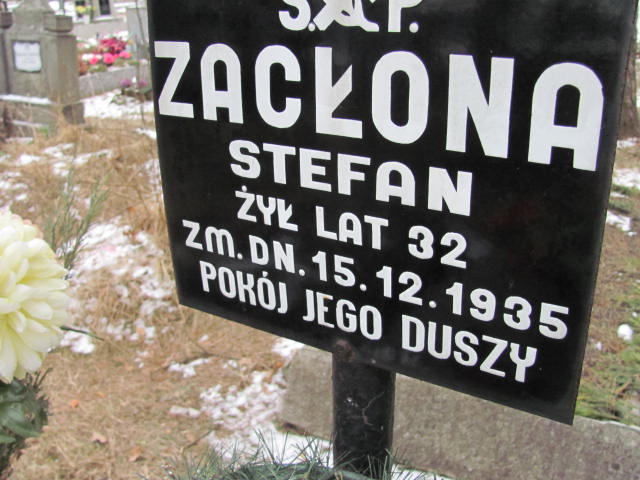 Ś. P.
ZACŁONA
STEFAN
ŻYŁ LAT 32
ZM. DN. 15.12.1935
POKÓJ JEGO DUSZY